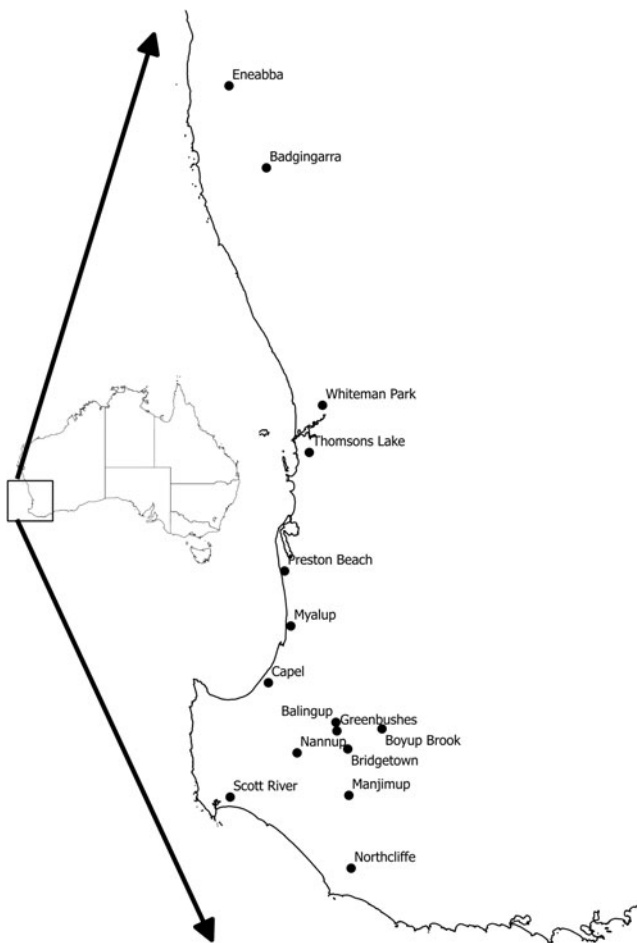 Eneabba
Badgingarra
Whiteman Park
Thomsons Lake
Preston Beach
Myalup
Capel
Balingup
Greenbushes
Boyup Brook
Nannup
Bridgetown
Scott River
Manjimup
Northcliffe